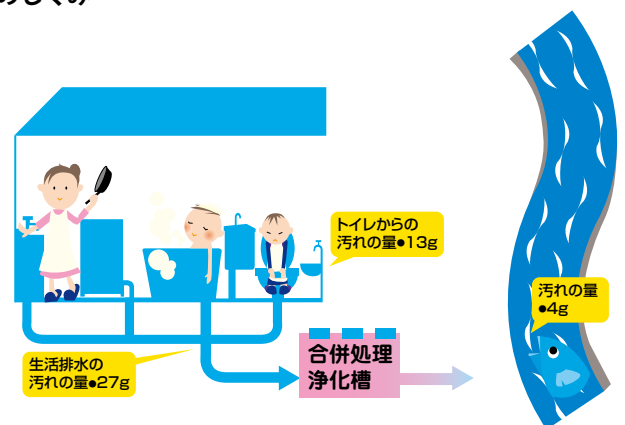 トイレからの
汚れの量●13g
汚れの量
●4g
生活排水の
汚れの量●27g
合併処理
浄化槽